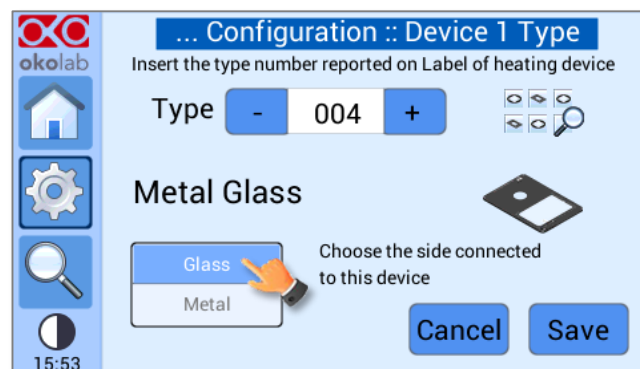 okolab
... Configuration :: Device 1 Type
Insert the type number reported on Label of heating device
Type - 004 +
Metal Glass
Glass
Metal
Choose the side connected
to this device
Cancel Save
15:53